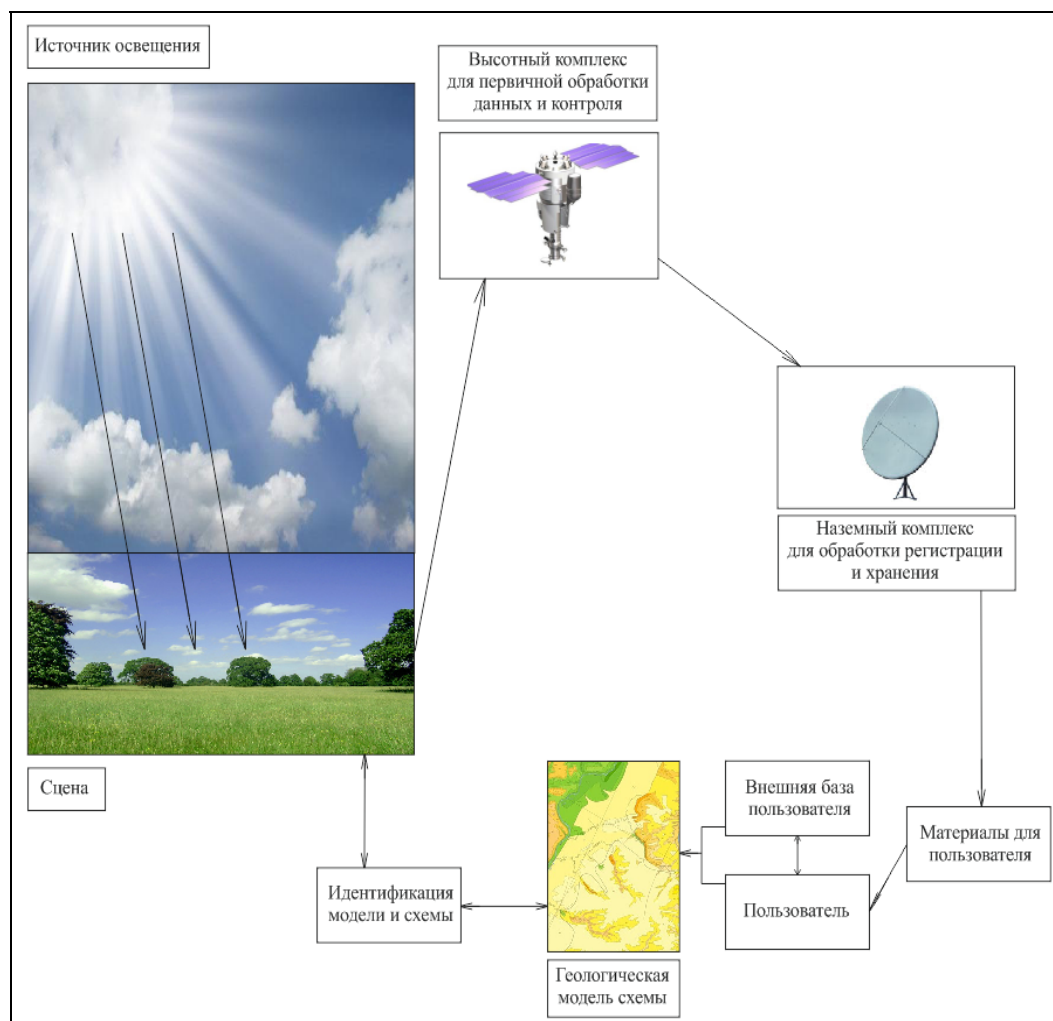 Источник освещения
Высотный комплекс
для первичной обработки
данных и контроля
Наземный комплекс
для обработки регистрации
и хранения
Сцена
Внешняя база
пользователя
Материалы для
пользователя
Идентификация
модели и схемы
Пользователь
Геологическая
модель схемы